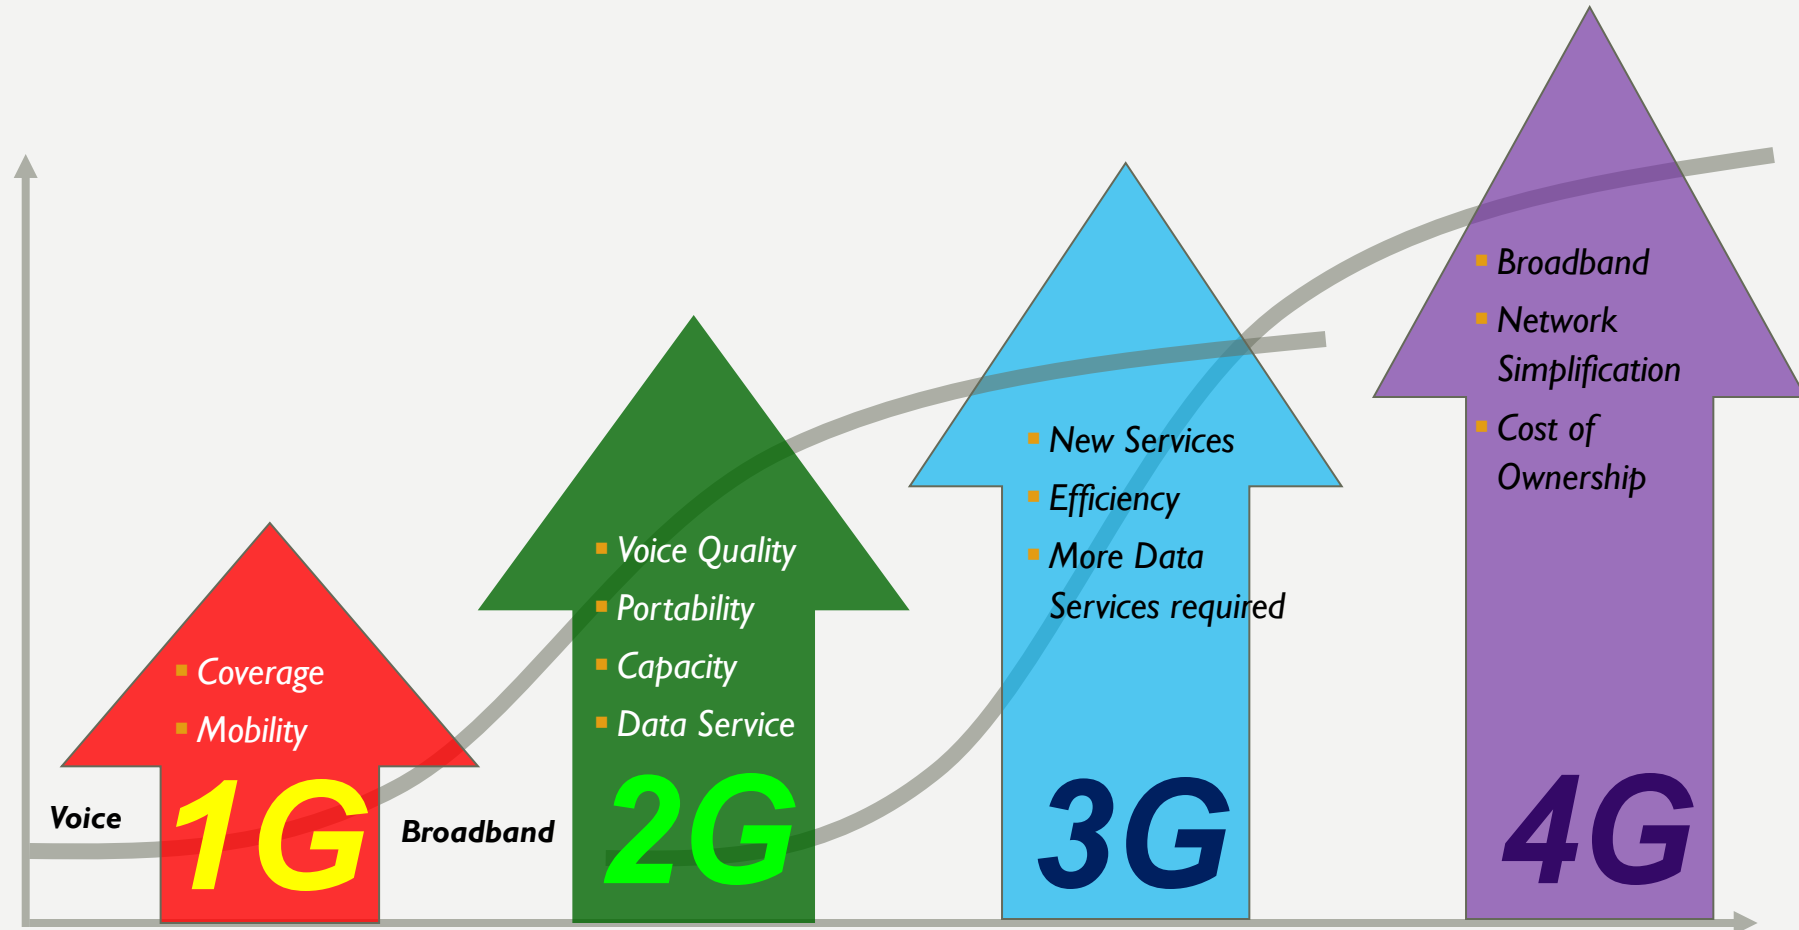 Voice
Coverage
Mobility
1G
Broadband
Voice Quality
Portability
Capacity
Data Service
2G
New Services
Efficiency
More Data
Services required
3G
Broadband
Network
Simplification
Cost of
Ownership
4G